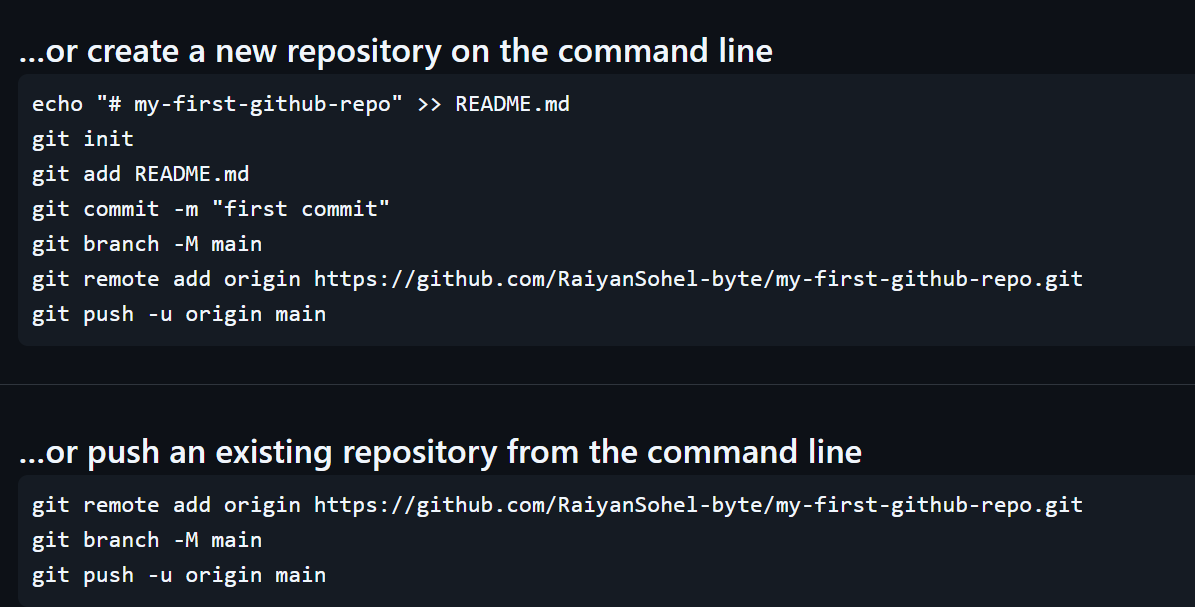 ...or create a new repository on the command line
echo "# my-first-github-repo" >> README.md
git init
git add README.md
git commit -m "first commit"
git branch -M main
git remote add origin https://github.com/RaiyanSohel-byte/my-first-github-repo.git
git push -u origin main
...or push an existing repository from the command line
git remote add origin https://github.com/RaiyanSohel-byte/my-first-github-repo.git
git branch -M main
git push -u origin main